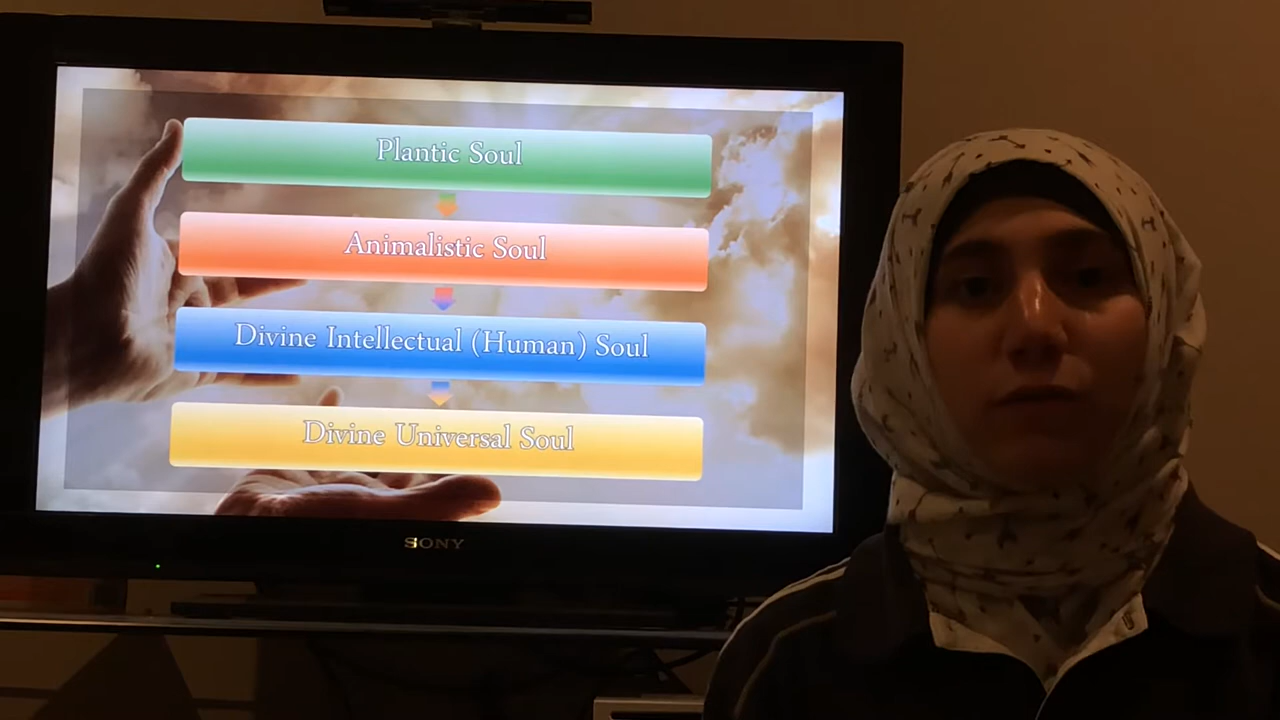 Plantic Soul
Animalistic Soul
Divine Intellectual (Human) Soul
Divine Universal Soul
SONY